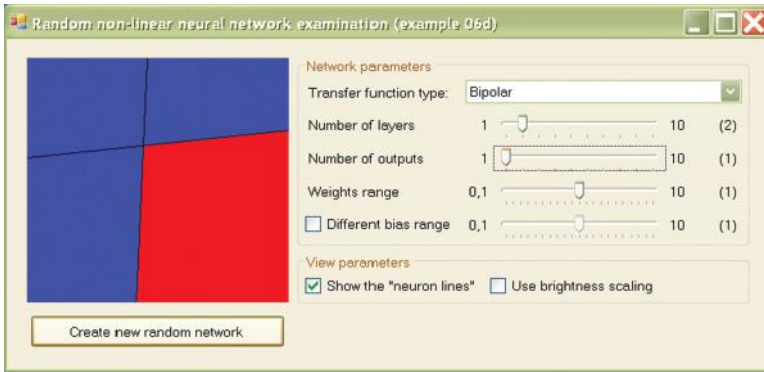 Random non-linear neural network examination (example 06d)
Network parameters
Transfer function type: Bipolar
Number of layers 1 10 (2)
Number of outputs 1 10 (1)
Weights range 0,1 10 (1)
Different bias range 0,1 10 (1)
View parameters
Show the "neuron lines" Use brightness scaling
Create new random network